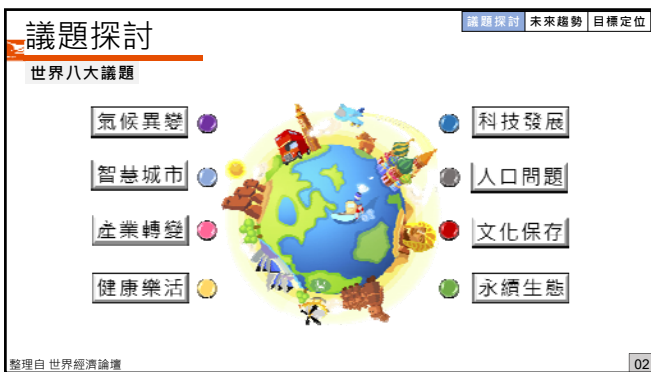 議題探討
議題探討 未來趨勢 目標定位
世界八大議題
氣候異變
智慧城市
產業轉變
健康樂活
科技發展
人口問題
文化保存
永續生態
整理自 世界經濟論壇
02